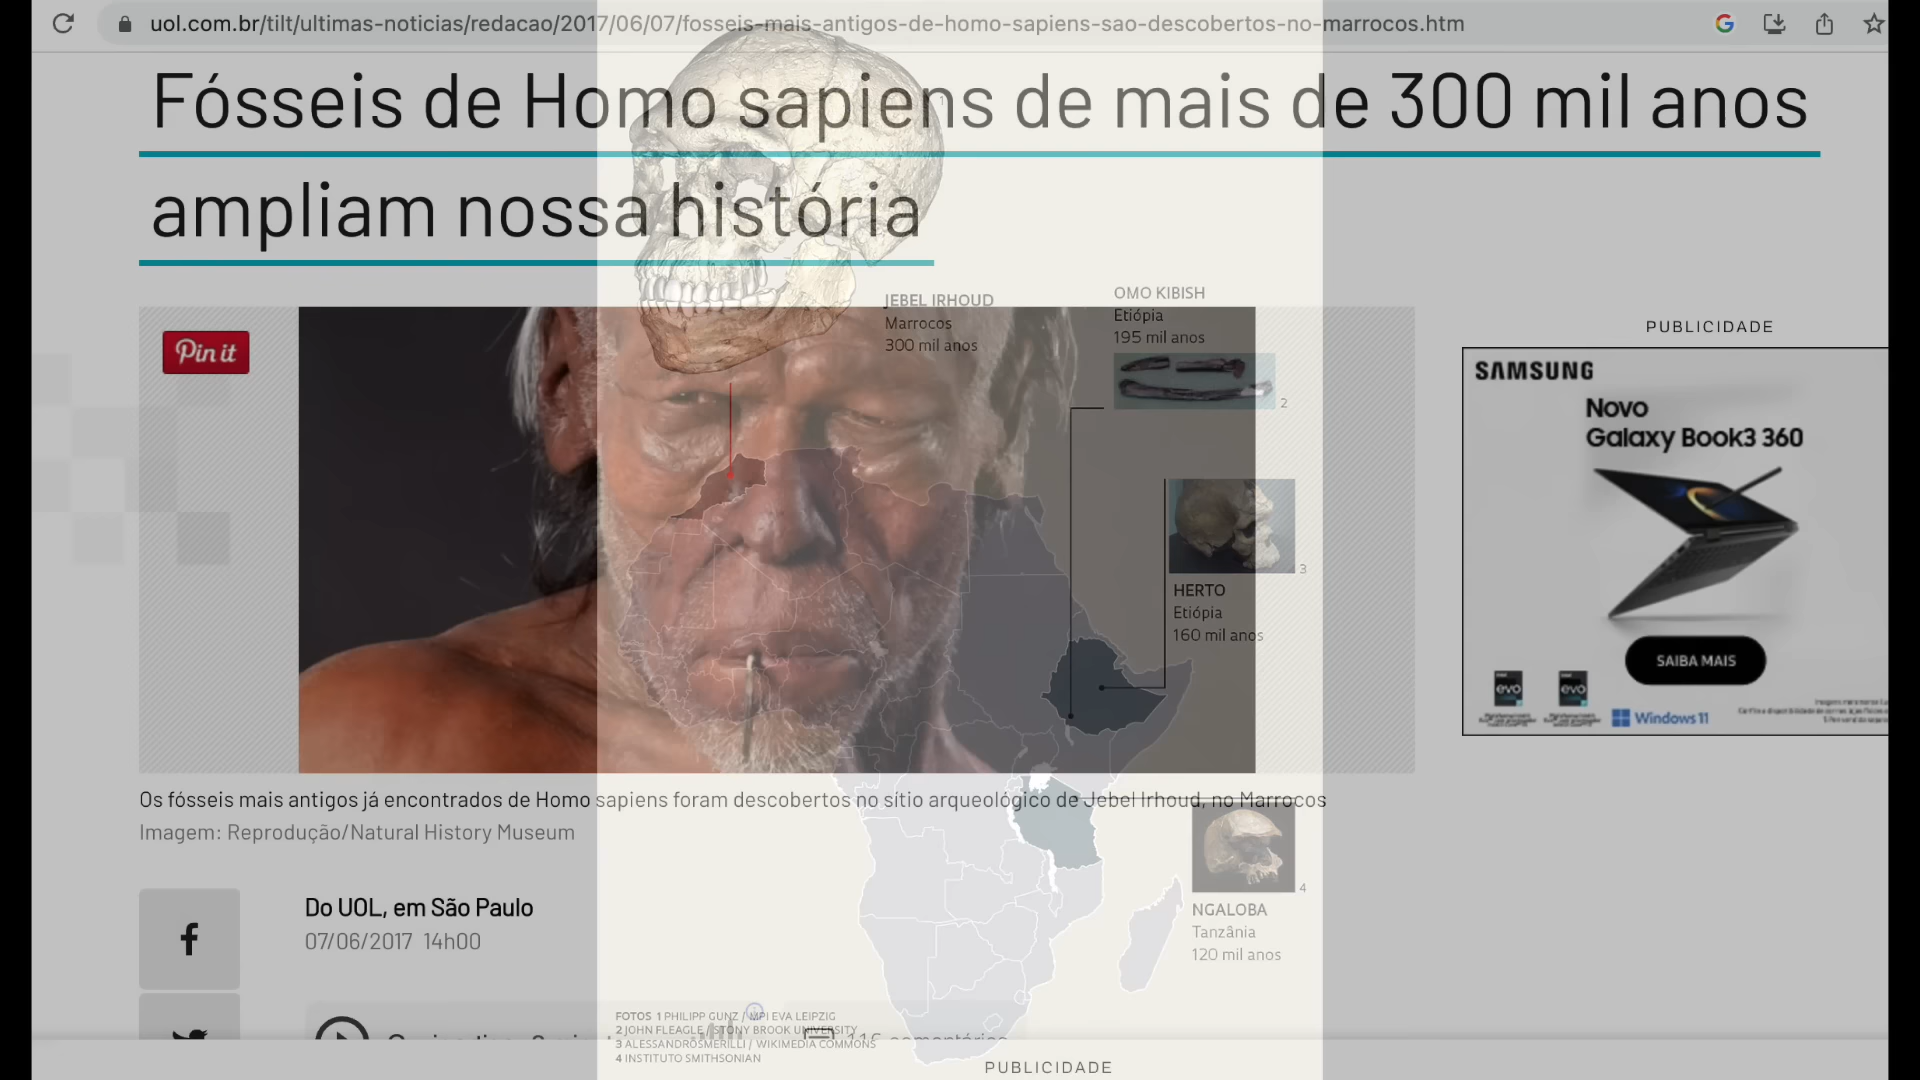 uol.com.br/tilt/ultimas-noticias/redacao/2017/06/07/fosseis-mais-antigos-de-homo-sapiens-sao-descobertos-no-marrocos.htm
Fósseis de Homo sapiens de mais de 300 mil anos
ampliam nossa história
1
JEBEL IRHOUD
Marrocos
300 mil anos
OMO KIBISH
Etiópia
195 mil anos
2
Pin it
3
HERTO
Etiópia
160 mil anos
PUBLICIDADE
SAMSUNG
Novo
Galaxy Book3 360
SAIBA MAIS
evo
evo
Windows 11
Os fósseis mais antigos já encontrados de Homo sapiens foram descobertos no sítio arqueológico de Jebel Irhoud, no Marrocos
Imagem: Reprodução/Natural History Museum
4
NGALOBA
Tanzânia
120 mil anos
Do UOL, em São Paulo
07/06/2017 14h00
FOTOS 1 PHILIPP GUNZ / MPI EVA LEIPZIG
2 JOHN FLEAGLE / STONY BROOK UNIVERSITY
3 ALESSANDROSMERILLI / WIKIMEDIA COMMONS
4 INSTITUTO SMITHSONIAN
PUBLICIDADE